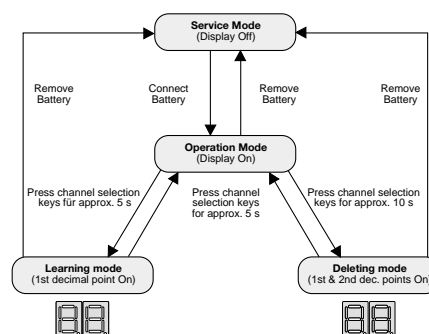 Service Mode
(Display Off)
Remove
Battery
Connect
Battery
Remove
Battery
Remove
Battery
Operation Mode
(Display On)
Press channel selection
keys für approx. 5 s
Press channel
selection keys
for approx. 5 s
Press channel selection
keys for approx. 10 s
Learning mode
(1st decimal point On)
Deleting mode
(1st & 2nd dec. points On)